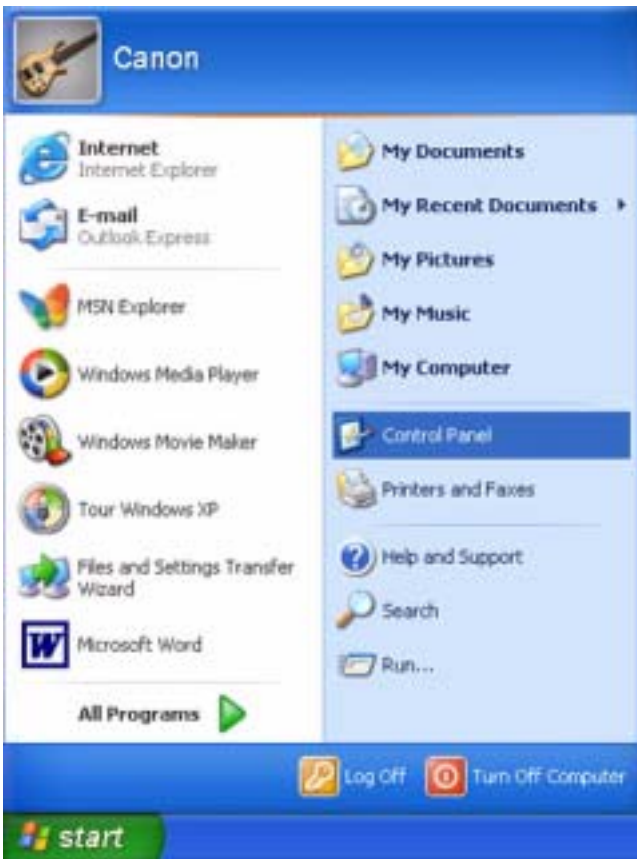 Canon
Internet
Internet Explorer
E-mail
Outlook Express
MSN Explorer
Windows Media Player
Windows Movie Maker
Tour Windows XP
Files and Settings Transfer
Wizard
W
Microsoft Word
All Programs
My Documents
My Recent Documents
My Pictures
My Music
My Computer
Control Panel
Printers and Faxes
Help and Support
Search
Run...
Log Off
Turn Off Computer
start